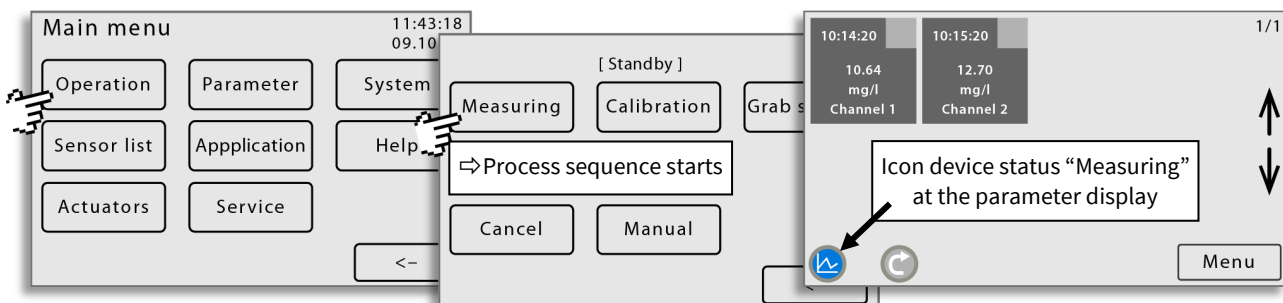 Main menu
11:43:18
09.10
Operation
Parameter
System
Sensor list
Appplication
Help
Actuators
Service
<–
[ Standby ]
Measuring
Calibration
Grab s
⇨Process sequence starts
Cancel
Manual
1/1
10:14:20
10.64
mg/l
Channel 1
10:15:20
12.70
mg/l
Channel 2
Icon device status “Measuring”
at the parameter display
Menu